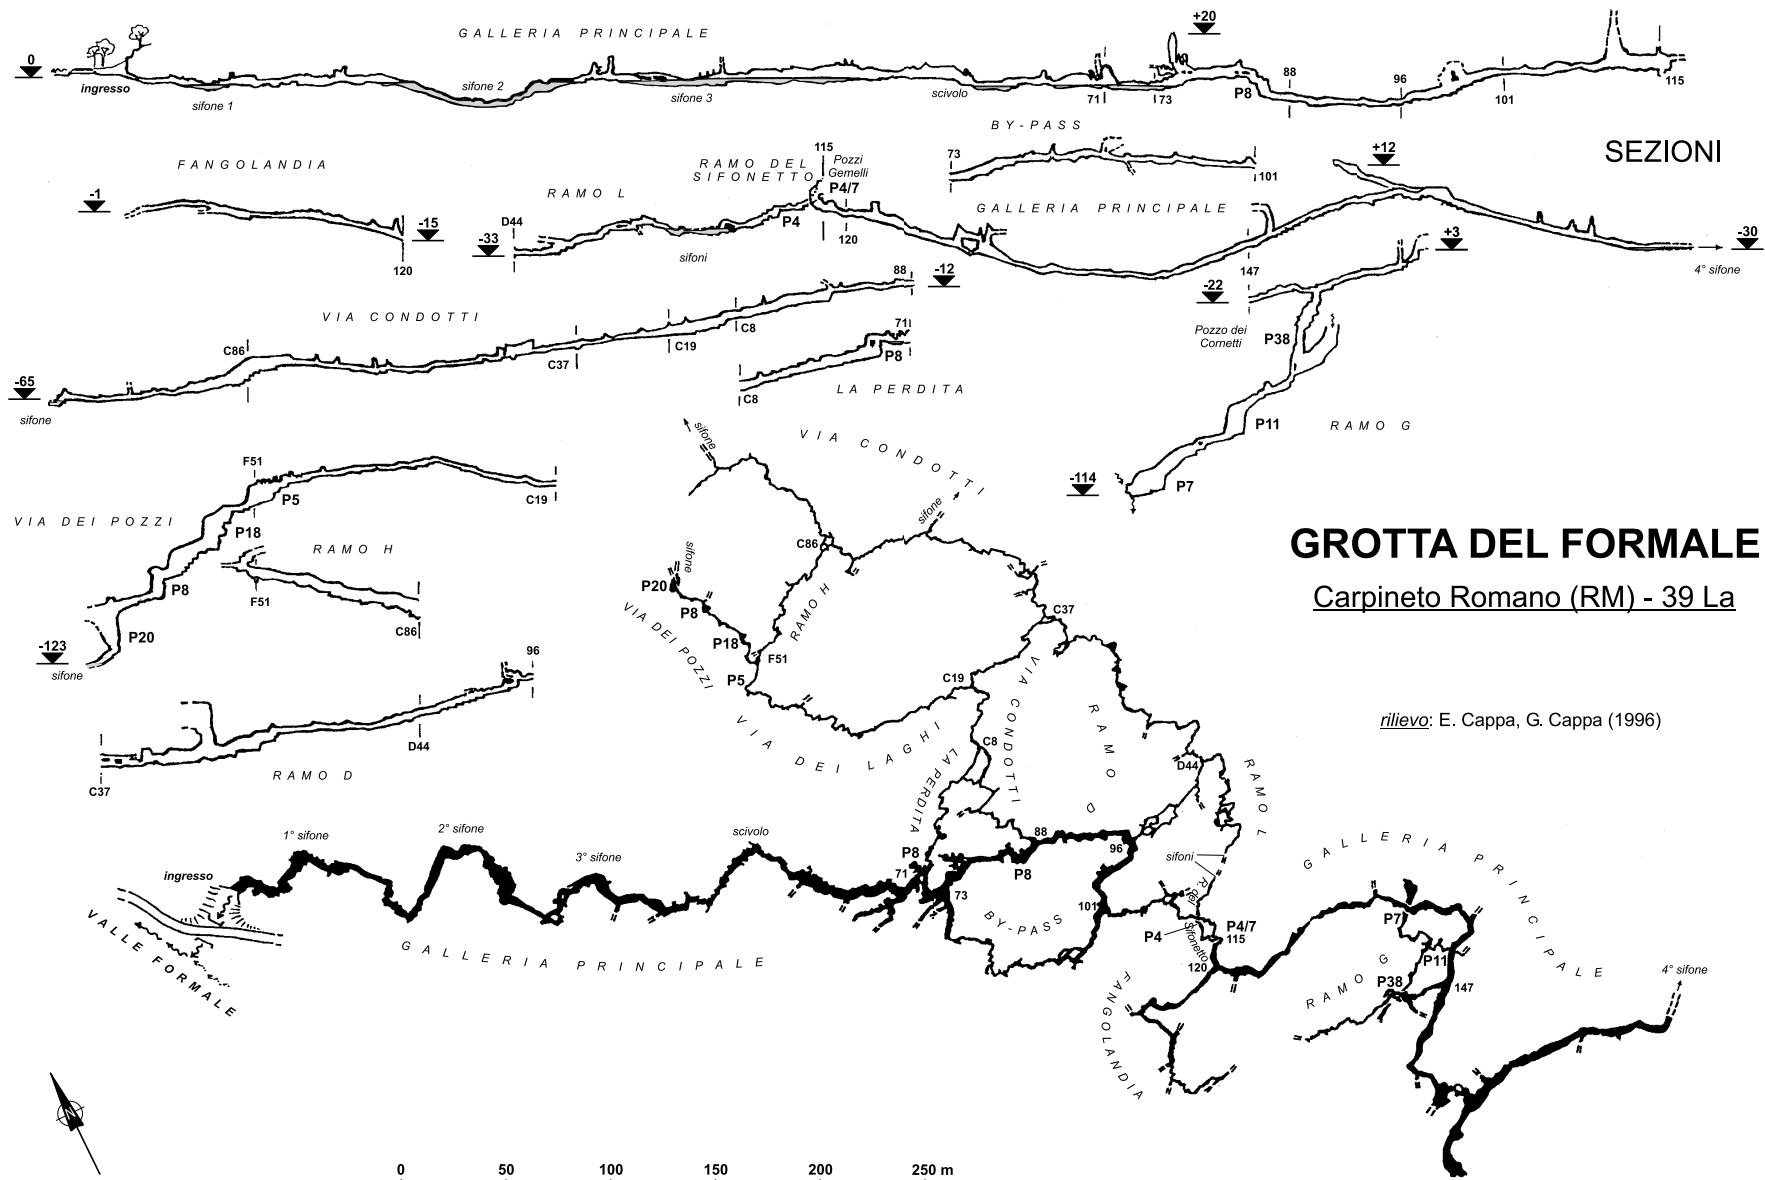 GALLERIA PRINCIPALE
0
ingresso
sifone 1
sifone 2
sifone 3
scivolo
71
73
+20
P8
88
96
101
115
SEZIONI
FANGOLANDIA
-1
-15
120
RAMO L
D44
-33
sifoni
RAMO DEL
SIFONETTO
115
Pozzi
Gemelli
P4/7
P4
120
BY-PASS
73
101
GALLERIA PRINCIPALE
+12
147
-30
4° sifone
VIA CONDOTTI
88
-12
C86
C37
C19
C8
-65
sifone
71
P8
C8
LA PERDITA
+3
-22
Pozzo dei
Cornetti
P38
P11
RAMO G
P7
-114
VIA DEI POZZI
F51
P5
C19
P18
P8
P20
-123
sifone
RAMO H
F51
C86
96
D44
C37
RAMO D
GROTTA DEL FORMALE
Carpineto Romano (RM) - 39 La
rilievo: E. Cappa, G. Cappa (1996)
sifone
VIA CONDOTTI
sifone
C86
sifone
P20
P8
P18
VIA DEI POZZI
RAMO H
F51
P5
C37
C19
VIA DEI LAGHI
C8
LA PERDITA
VIA CONDOTTI
RAMO D
D44
RAMO L
1° sifone
2° sifone
3° sifone
scivolo
ingresso
VALLE FORMALE
GALLERIA PRINCIPALE
P8
71
73
P8
88
96
BY-PASS
101
sifoni
R. del
Sifonetto
P4
P4/7
115
120
FANGOLANDIA
GALLERIA PRINCIPALE
P7
P11
P38
RAMO G
147
4° sifone
N
0 50 100 150 200 250 m